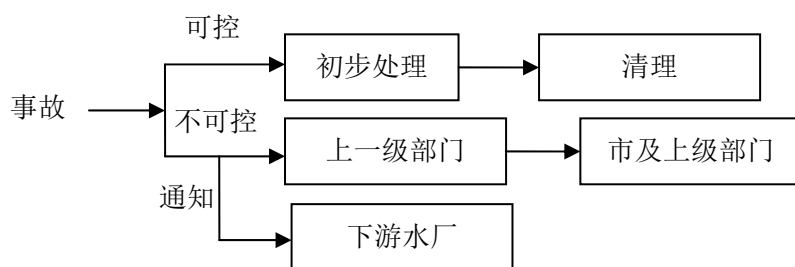 可控
初步处理
清理
事故
不可控
上一级部门
市及上级部门
通知
下游水厂